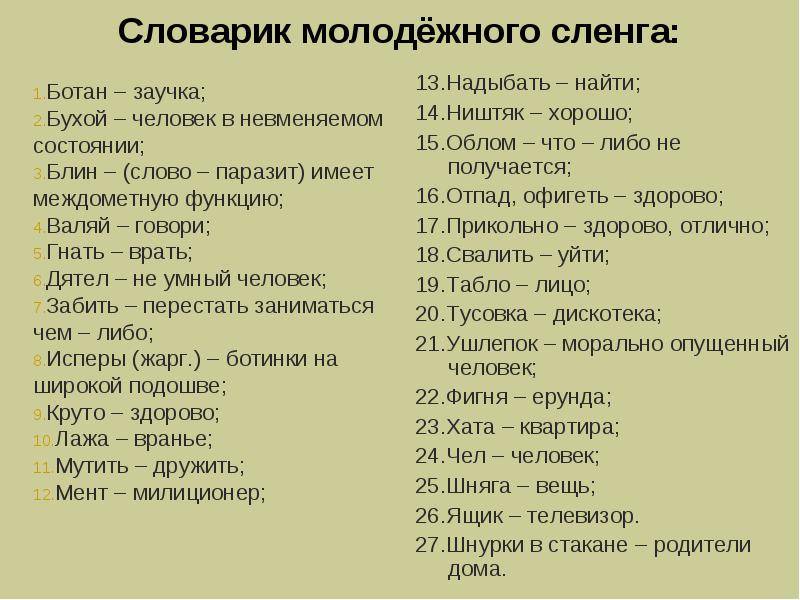 Словарик молодёжного сленга:
1.Ботан – заучка;
2.Бухой – человек в невменяемом
состоянии;
3.Блин – (слово – паразит) имеет
междометную функцию;
4.Валяй – говори;
5.Гнать – врать;
6.Дятел – не умный человек;
7.Забить – перестать заниматься
чем – либо;
8.Исперы (жарг.) – ботинки на
широкой подошве;
9.Круто – здорово;
10.Лажа – вранье;
11.Мутить – дружить;
12.Мент – милиционер;
13.Надыбать – найти;
14.Ништяк – хорошо;
15.Облом – что – либо не
получается;
16.Отпад, офигеть – здорово;
17.Прикольно – здорово, отлично;
18.Свалить – уйти;
19.Табло – лицо;
20.Тусовка – дискотека;
21.Ушлепок – морально опущенный
человек;
22.Фигня – ерунда;
23.Хата – квартира;
24.Чел – человек;
25.Шняга – вещь;
26.Ящик – телевизор.
27.Шнурки в стакане – родители
дома.